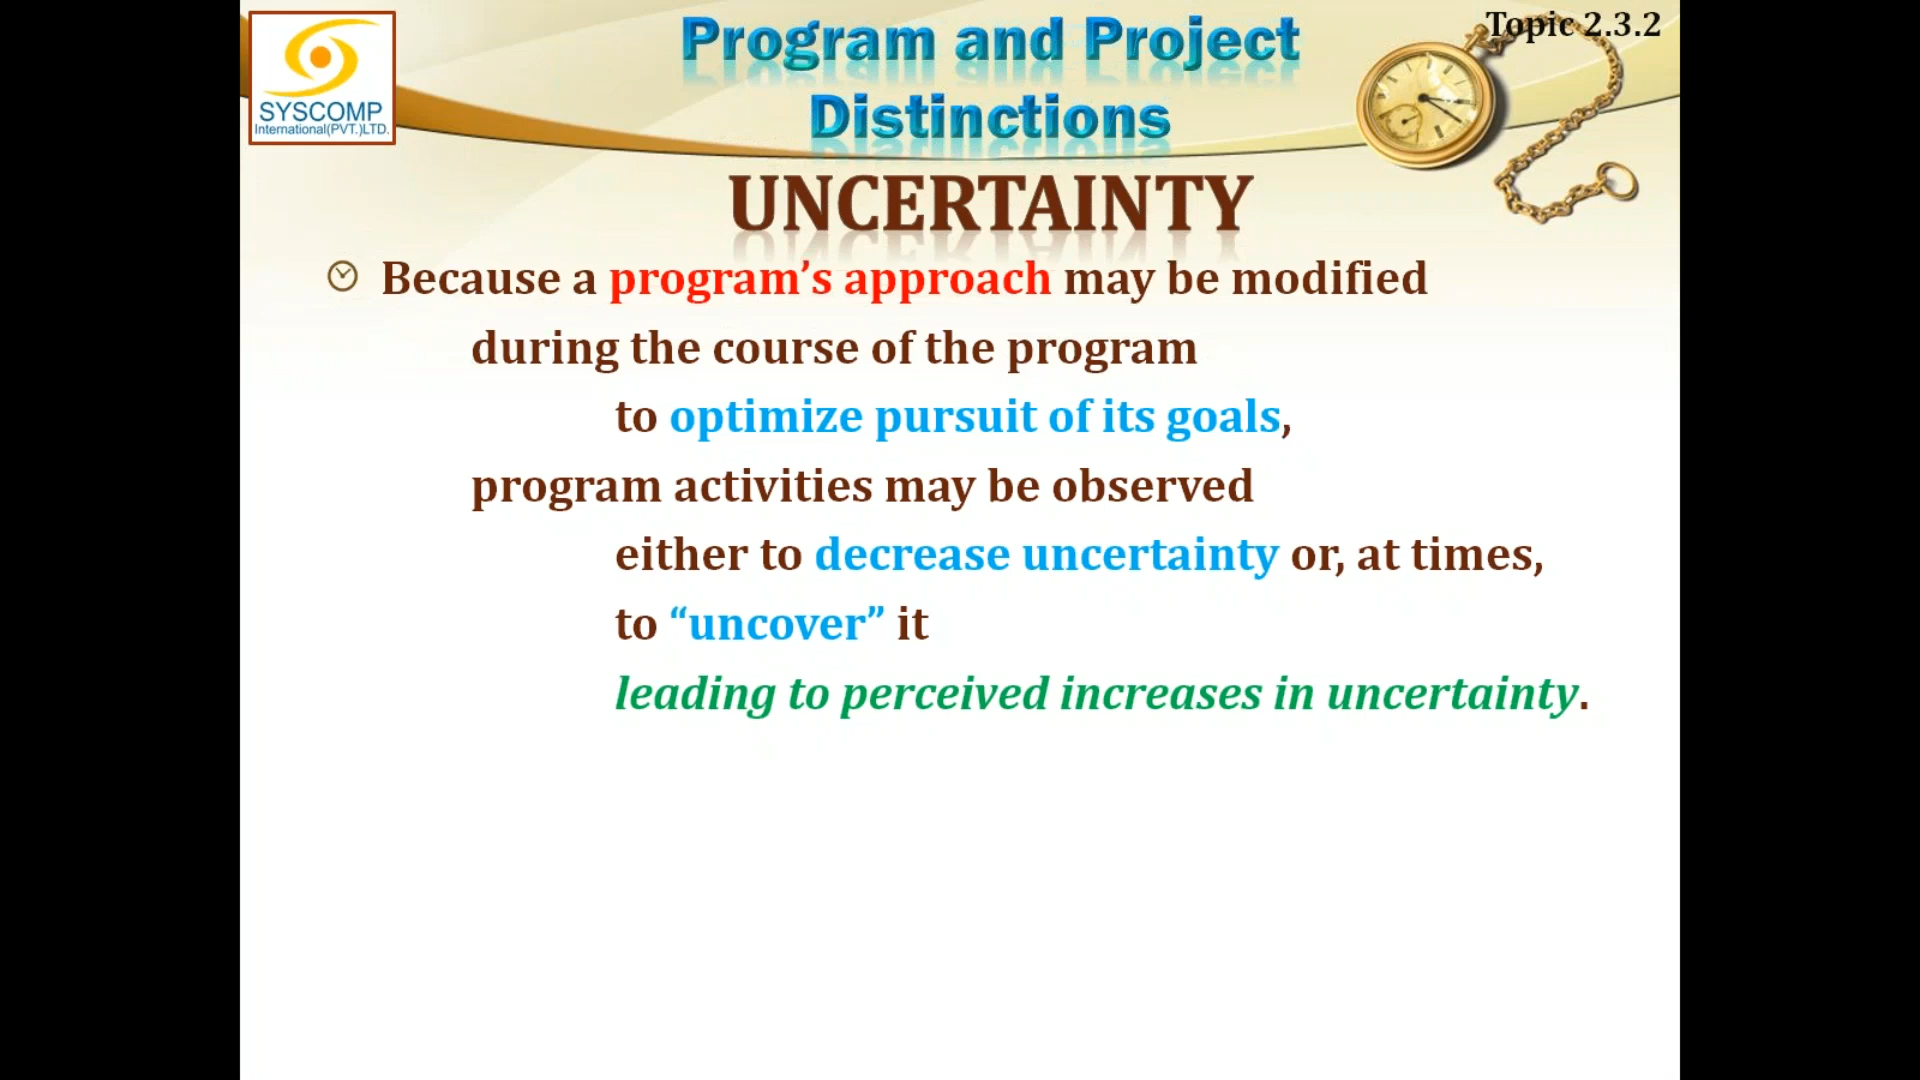 Topic 2.3.2
SYSCOMP
International(PVT.)LTD.
Program and Project
Distinctions
UNCERTAINTY
Because a program’s approach may be modified
during the course of the program
to optimize pursuit of its goals,
program activities may be observed
either to decrease uncertainty or, at times,
to “uncover” it
leading to perceived increases in uncertainty.